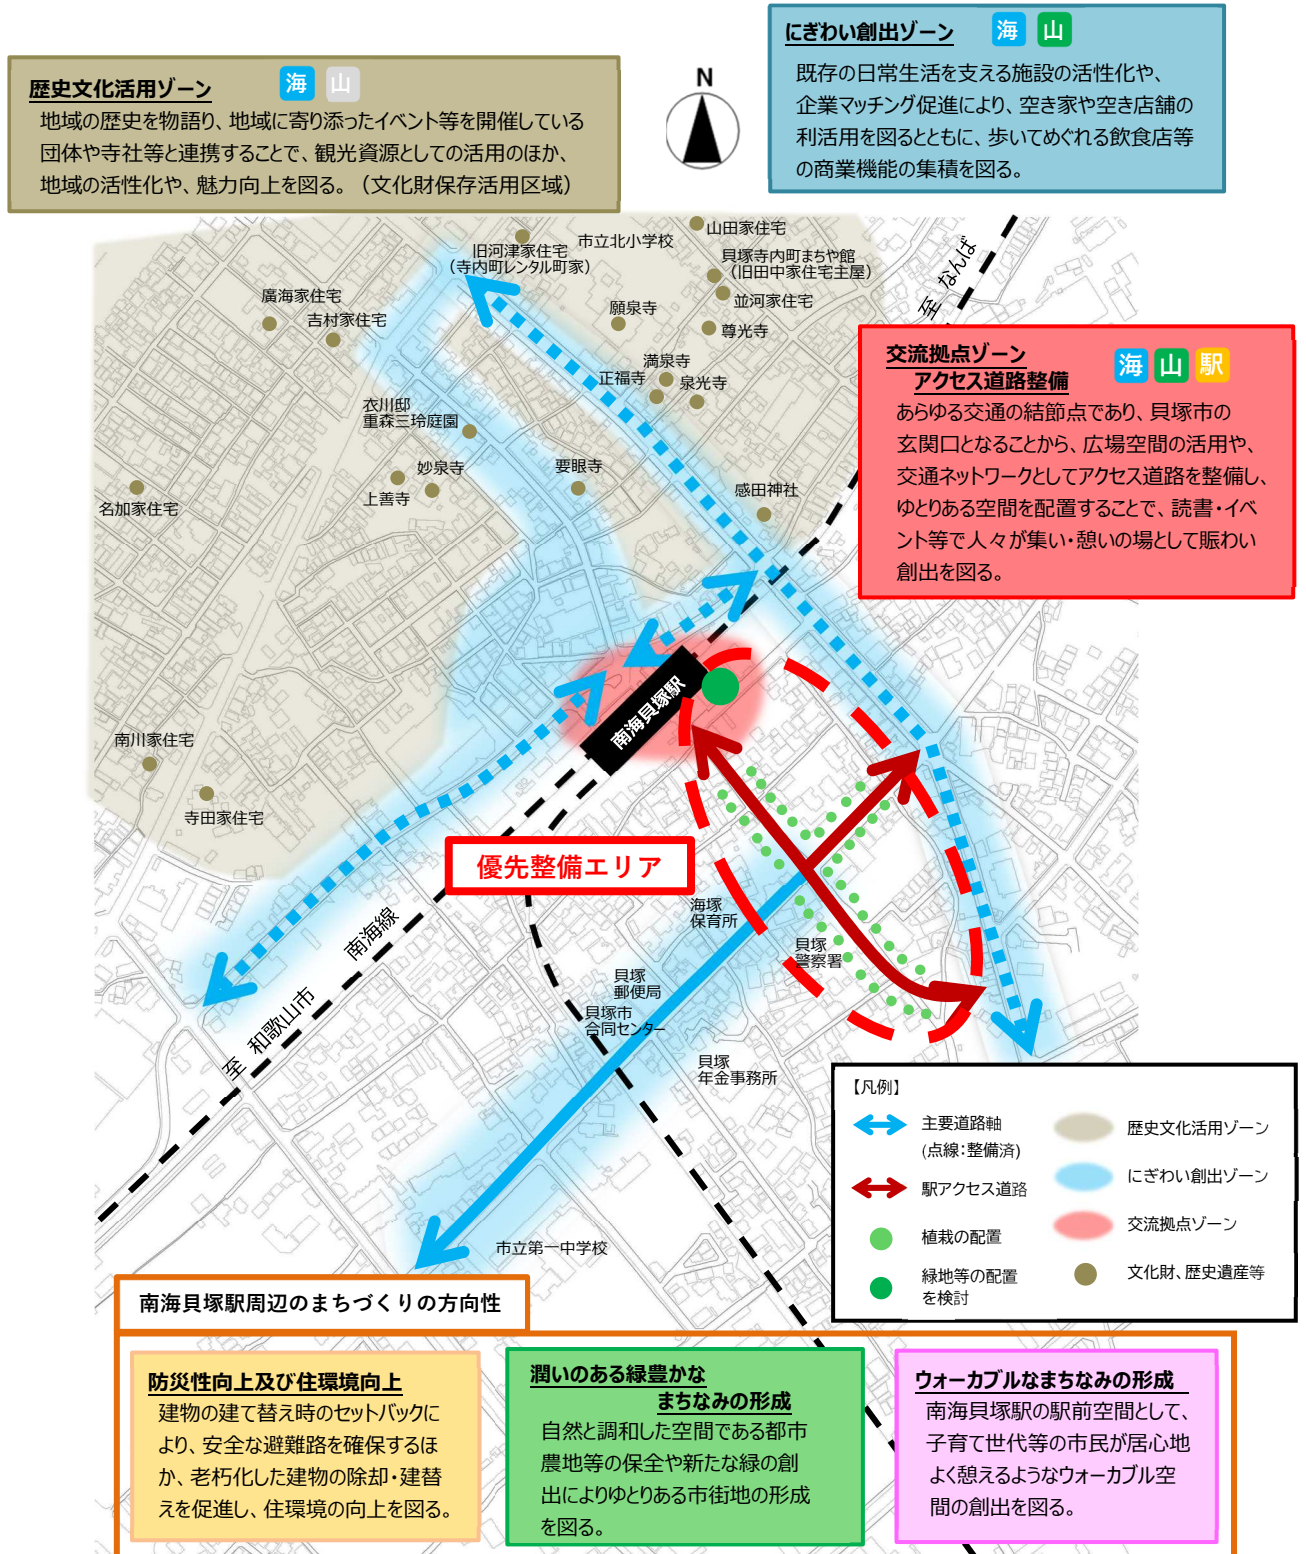 にぎわい創出ゾーン 海 山
既存の日常生活を支える施設の活性化や、
企業マッチング促進により、空き家や空き店舗の
利活用を図るとともに、歩いてめぐれる飲食店等
の商業機能の集積を図る。
歴史文化活用ゾーン 海 山
地域の歴史を物語り、地域に寄り添ったイベント等を開催している
団体や寺社等と連携することで、観光資源としての活用のほか、
地域の活性化や、魅力向上を図る。（文化財保存活用区域）
N
旧河津家住宅
（寺内町レンタル町家）
市立北小学校
山田家住宅
貝塚寺内町まちや館
（旧田中家住宅主屋）
並河家住宅
至 なんば
廣海家住宅
吉村家住宅
願泉寺
尊光寺
満泉寺
正福寺
泉光寺
衣川邸
重森三玲庭園
妙泉寺
上善寺
要眼寺
感田神社
名加家住宅
交流拠点ゾーン
アクセス道路整備
海 山 駅
あらゆる交通の結節点であり、貝塚市の
玄関口となることから、広場空間の活用や、
交通ネットワークとしてアクセス道路を整備し、
ゆとりある空間を配置することで、読書・イベ
ント等で人々が集い・憩いの場として賑わい
創出を図る。
南海貝塚駅
南川家住宅
寺田家住宅
優先整備エリア
南海線
至 和歌山市
海塚
保育所
貝塚
警察署
貝塚
郵便局
貝塚市
合同センター
貝塚
年金事務所
市立第一中学校
【凡例】
主要道路軸
(点線：整備済)
駅アクセス道路
植栽の配置
緑地等の配置
を検討
歴史文化活用ゾーン
にぎわい創出ゾーン
交流拠点ゾーン
文化財、歴史遺産等
南海貝塚駅周辺のまちづくりの方向性
防災性向上及び住環境向上
建物の建て替え時のセットバックに
より、安全な避難路を確保するほ
か、老朽化した建物の除却・建替
えを促進し、住環境の向上を図る。
潤いのある緑豊かな
まちなみの形成
自然と調和した空間である都市
農地等の保全や新たな緑の創
出によりゆとりある市街地の形成
を図る。
ウォーカブルなまちなみの形成
南海貝塚駅の駅前空間として、
子育て世代等の市民が居心地
よく憩えるようなウォーカブル空
間の創出を図る。